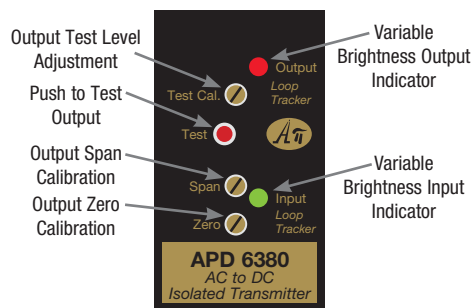 Output Test Level
Adjustment
Push to Test
Output
Output Span
Calibration
Output Zero
Calibration
Output
Loop
Tracker
Test Cal.
Test
Span
Input
Loop
Tracker
Zero
APD 6380
AC to DC
Isolated Transmitter
Variable
Brightness Output
Indicator
Variable
Brightness Input
Indicator